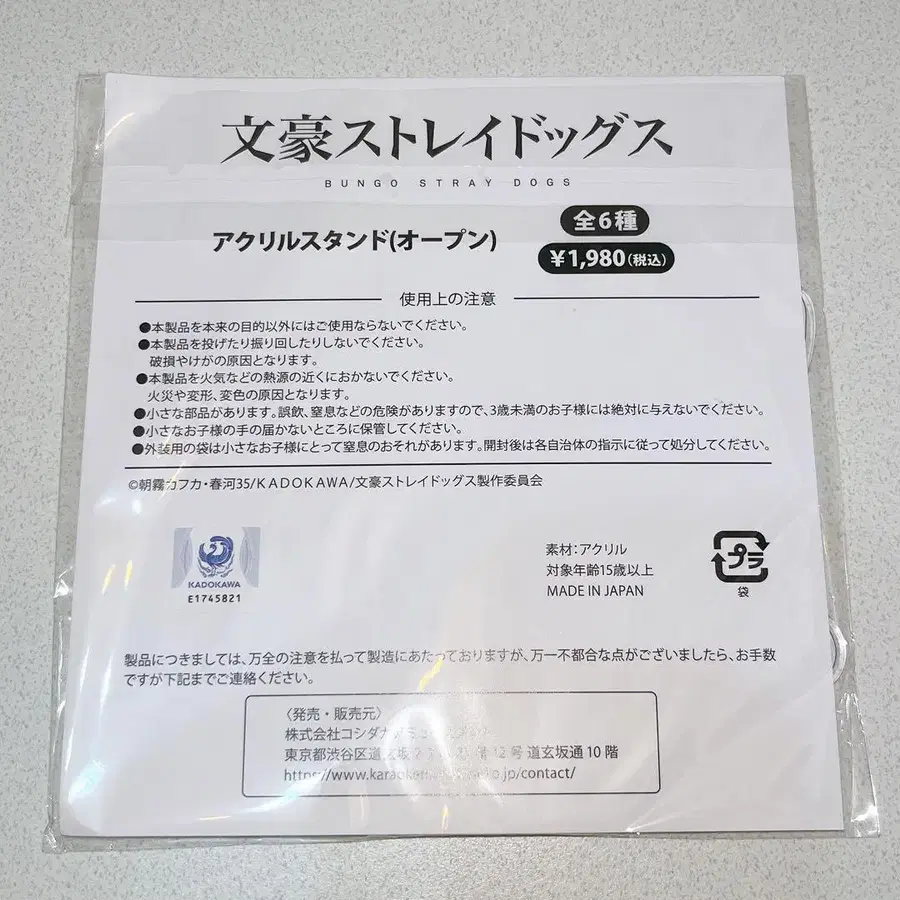 文豪ストレイドッグス
BUNGO STRAY DOGS
アクリルスタンド(オープン)
全6種
¥1,980(税込)
使用上の注意
●本製品を本来の目的以外にはご使用ならないでください。
●本製品を投げたり振り回したりしないでください。
破損やけがの原因となります。
●本製品を火気などの熱源の近くにおかないでください。
火災や変形、変色の原因となります。
●小さな部品があります。誤飲、窒息などの危険がありますので、3歳未満のお子様には絶対に与えないでください。
●小さなお子様の手の届かないところに保管してください。
●外装用の袋は小さなお子様にとって窒息のおそれがあります。開封後は各自治体の指示に従って処分してください。
©朝霧カフカ・春河35/KADOKAWA/文豪ストレイドッグス製作委員会
KADOKAWA
E1745821
素材:アクリル
対象年齢15歳以上
MADE IN JAPAN
プラ
袋
製品につきましては、万全の注意を払って製造にあたっておりますが、万一不都合な点がございましたら、お手数
ですが下記までご連絡ください。
〈発売・販売元〉
株式会社コシダカ
東京都渋谷区道玄坂 12号 道玄坂通10階
https://www.karaoke .jp/contact/